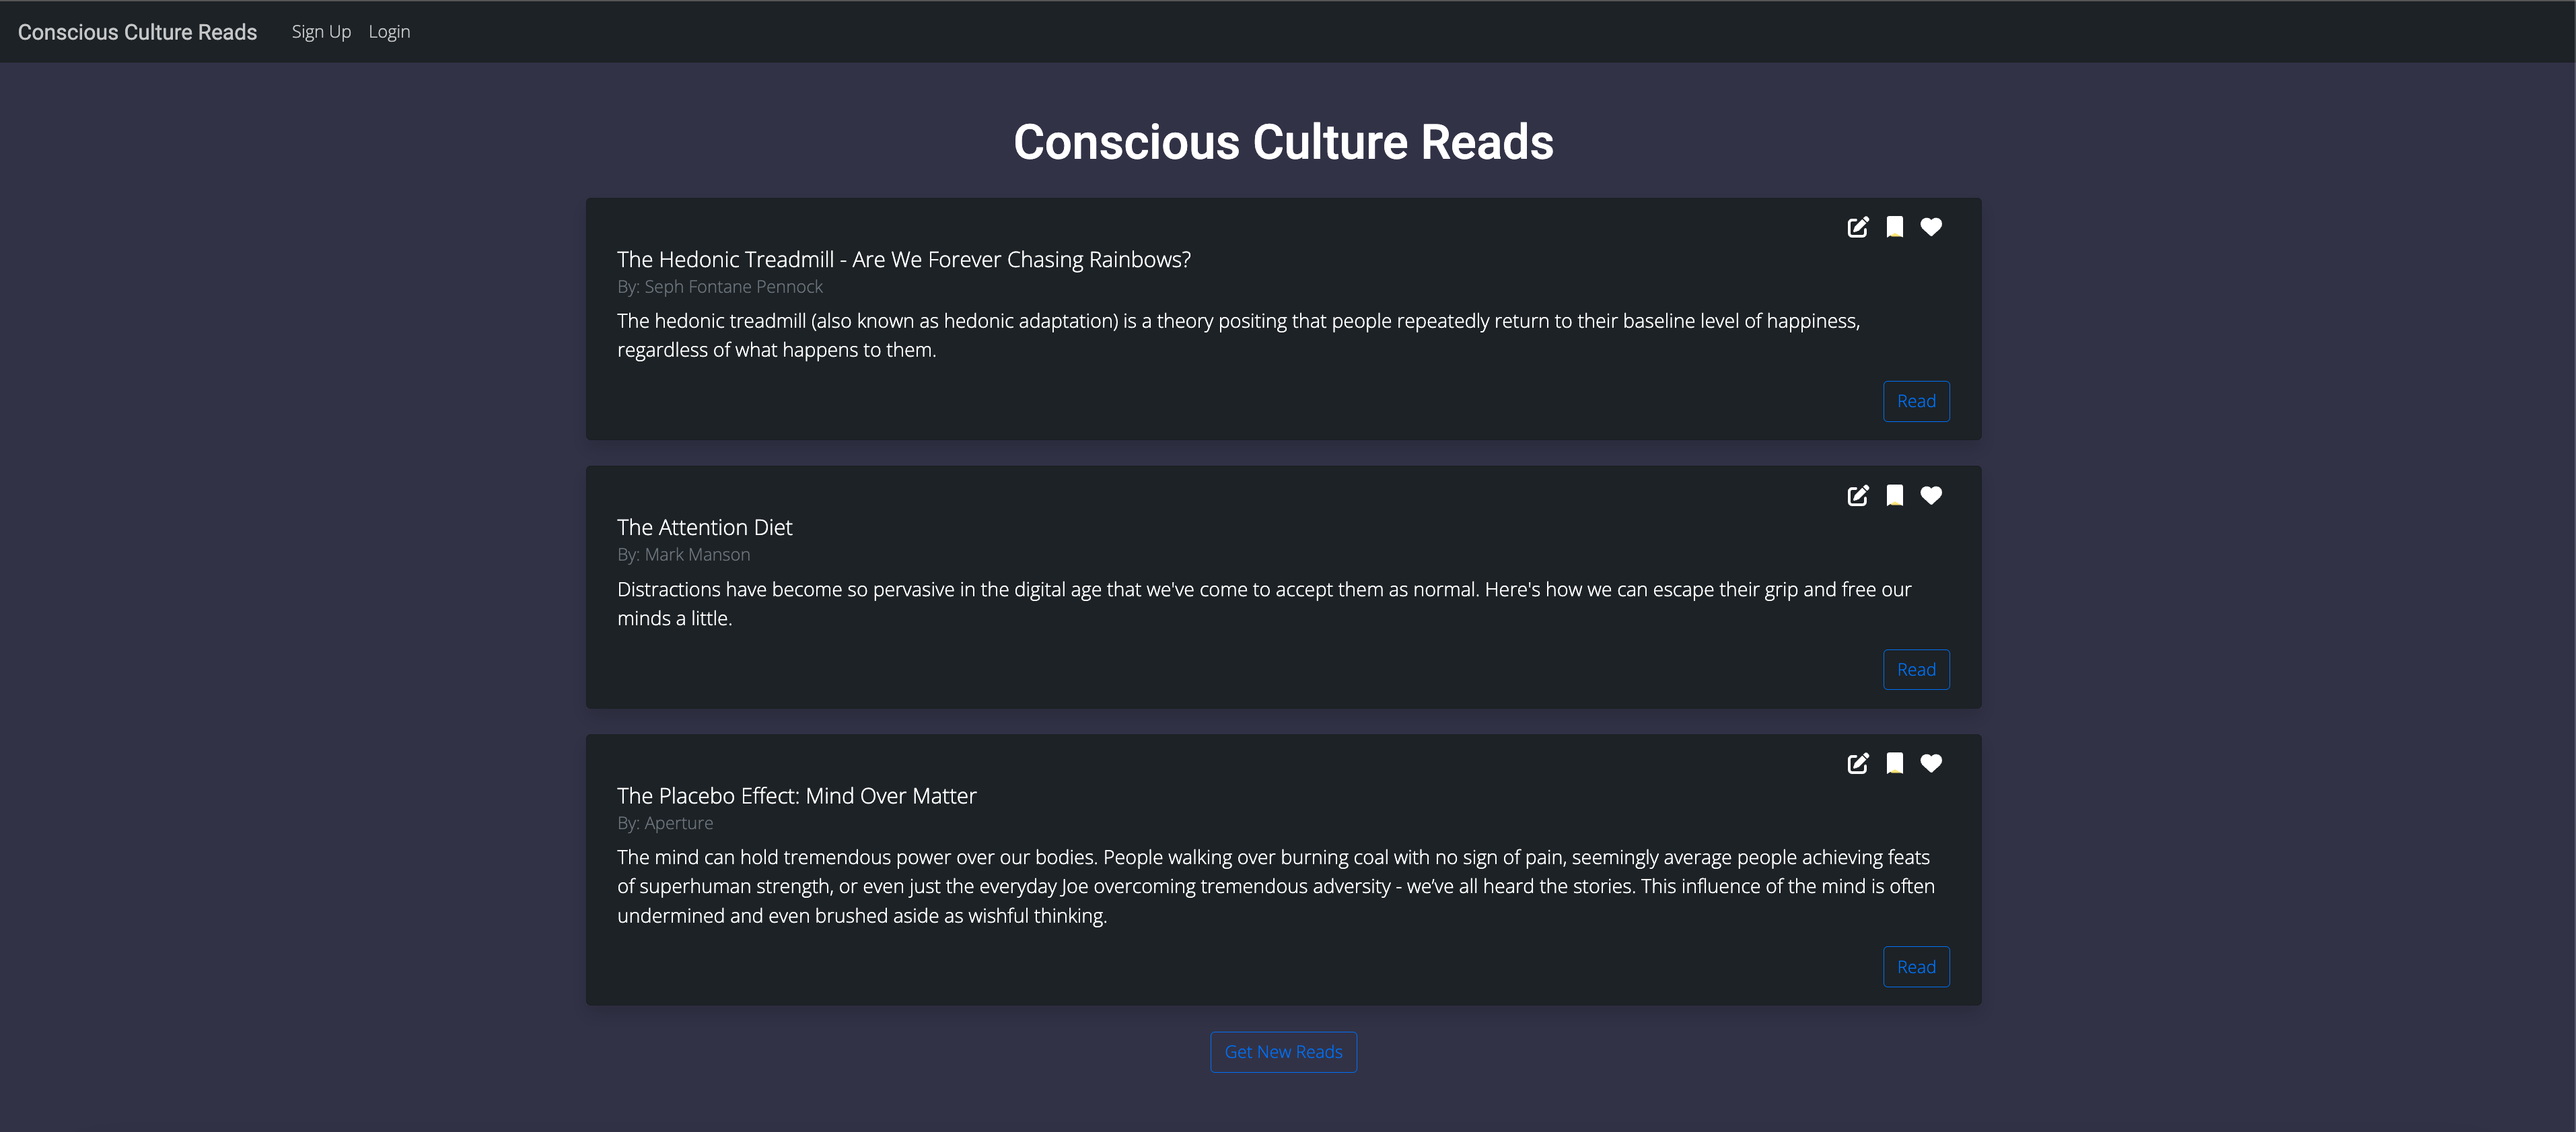 Conscious Culture Reads Sign Up Login
Conscious Culture Reads
The Hedonic Treadmill - Are We Forever Chasing Rainbows?
By: Seph Fontane Pennock
The hedonic treadmill (also known as hedonic adaptation) is a theory positing that people repeatedly return to their baseline level of happiness,
regardless of what happens to them.
Read
The Attention Diet
By: Mark Manson
Distractions have become so pervasive in the digital age that we've come to accept them as normal. Here's how we can escape their grip and free our
minds a little.
Read
The Placebo Effect: Mind Over Matter
By: Aperture
The mind can hold tremendous power over our bodies. People walking over burning coal with no sign of pain, seemingly average people achieving feats
of superhuman strength, or even just the everyday Joe overcoming tremendous adversity - we’ve all heard the stories. This influence of the mind is often
undermined and even brushed aside as wishful thinking.
Read
Get New Reads